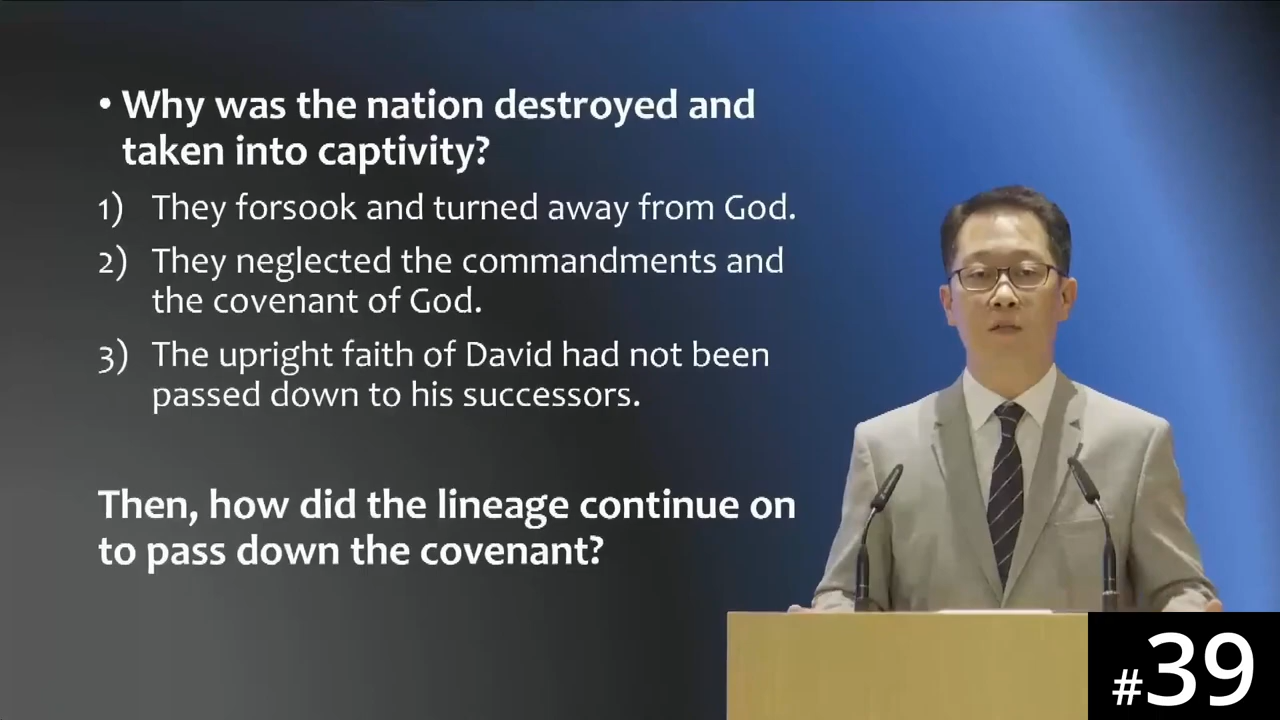 • Why was the nation destroyed and
taken into captivity?
1) They forsook and turned away from God.
2) They neglected the commandments and
the covenant of God.
3) The upright faith of David had not been
passed down to his successors.
Then, how did the lineage continue on
to pass down the covenant?
#39